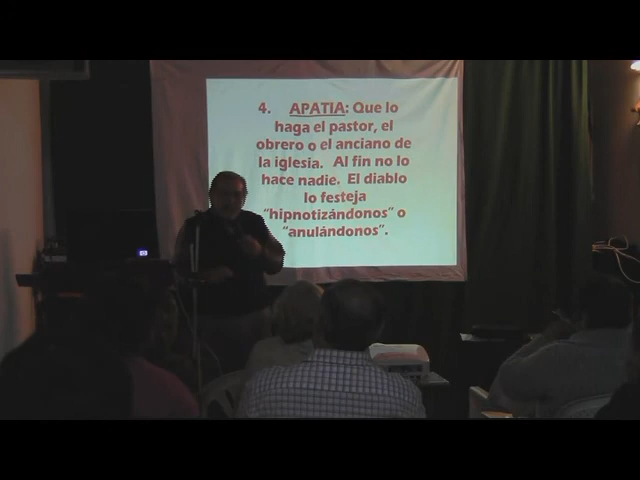 4. APATIA: Que lo
haga el pastor, el
obrero o el anciano de
la iglesia. Al fin no lo
hace nadie. El diablo
lo festeja
“hipnotizándonos” o
“anulándonos”.